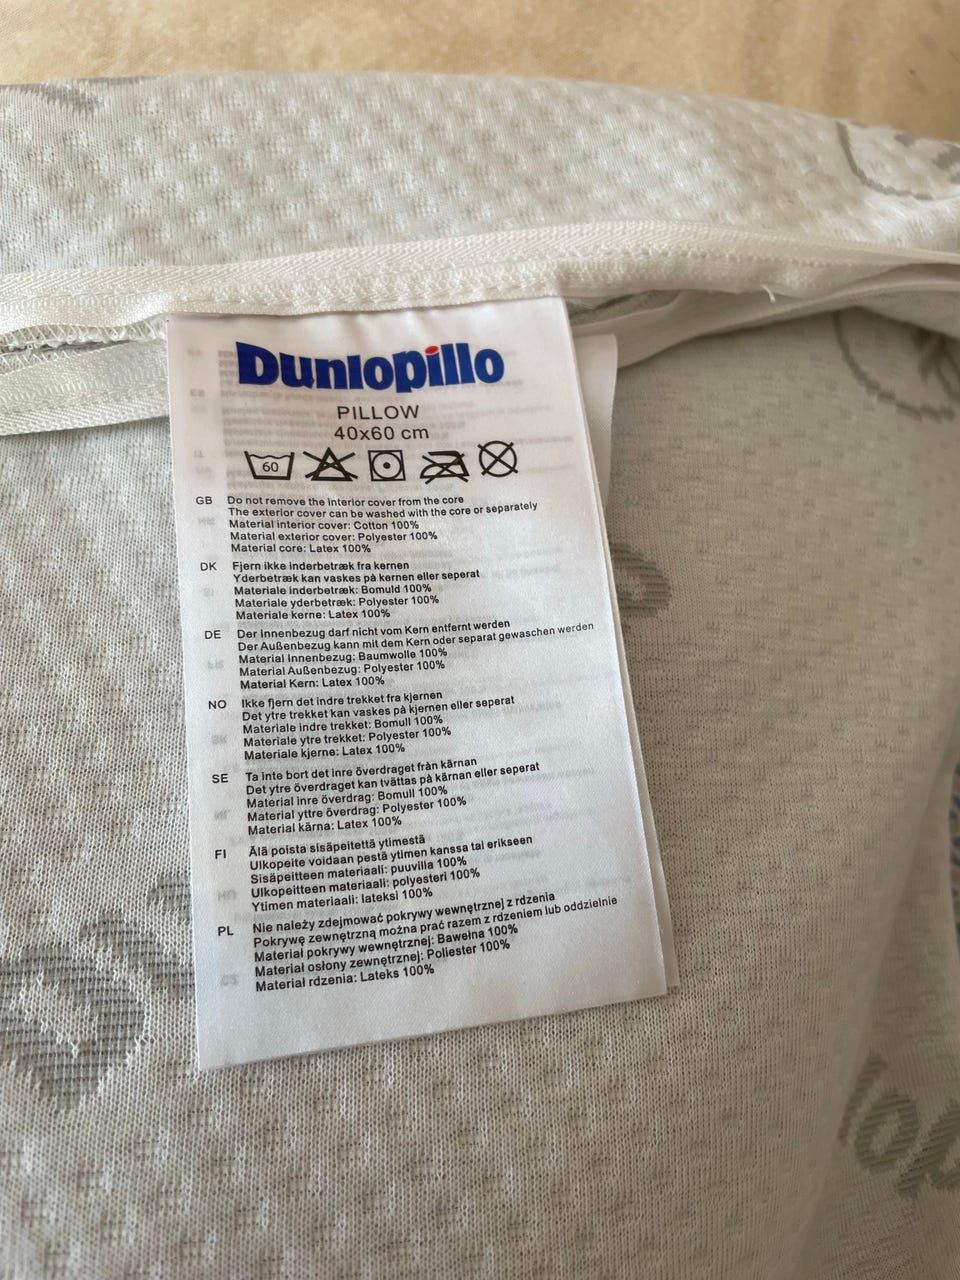 Dunlopillo
PILLOW
40x60 cm
60
GB Do not remove the interior cover from the core
The exterior cover can be washed with the core or separately
Material interior cover: Cotton 100%
Material exterior cover: Polyester 100%
Material core: Latex 100%
DK Fjern ikke inderbetræk fra kernen
Yderbetræk kan vaskes på kernen eller seperat
Materiale inderbetræk: Bomuld 100%
Materiale yderbetræk: Polyester 100%
Materiale kerne: Latex 100%
DE Der Innenbezug darf nicht vom Kern entfernt werden
Der Außenbezug kann mit dem Kern oder separat gewaschen werden
Material Innenbezug: Baumwolle 100%
Material Außenbezug: Polyester 100%
Material Kern: Latex 100%
NO Ikke fjern det indre trekket fra kjernen
Det ytre trekket kan vaskes på kjernen eller seperat
Materiale indre trekket: Bomull 100%
Materiale ytre trekket: Polyester 100%
Materiale kjerne: Latex 100%
SE Ta inte bort det inre överdraget från kärnan
Det ytre överdraget kan tvättas på kärnan eller seperat
Material inre överdrag: Bomull 100%
Material yttre överdrag: Polyester 100%
Material kärna: Latex 100%
FI Älä poista sisäpeitettä ytimestä
Ulkopeite voidaan pestä ytimen kanssa tai erikseen
Sisäpeitteen materiaali: puuvilla 100%
Ulkopeitteen materiaali: polyesteri 100%
Ytimen materiaali: lateksi 100%
PL Nie należy zdejmować pokrywy wewnętrznej z rdzenia
Pokrywę zewnętrzną można prać razem z rdzeniem lub oddzielnie
Materiał pokrywy wewnętrznej: Bawełna 100%
Materiał osłony zewnętrznej: Poliester 100%
Materiał rdzenia: Lateks 100%